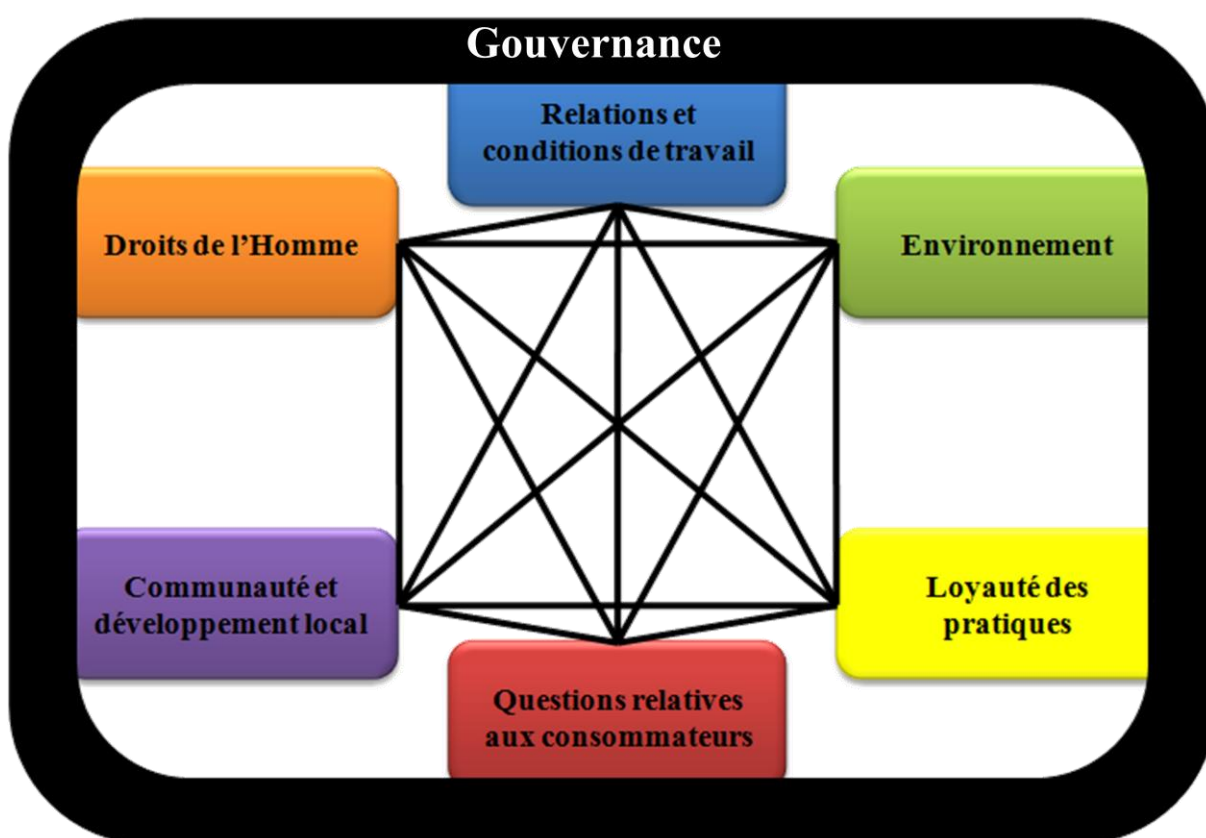 Gouvernance
Relations et
conditions de travail
Droits de l'Homme
Environnement
Communauté et
développement local
Loyauté des
pratiques
Questions relatives
aux consommateurs